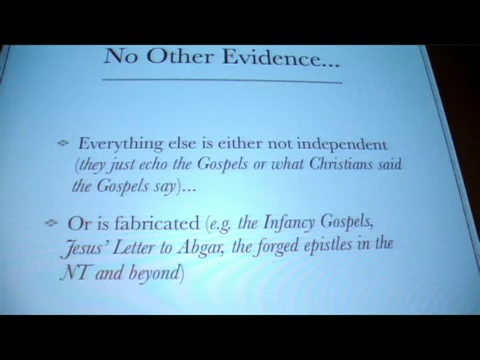 No Other Evidence...
Everything else is either not independent
(they just echo the Gospels or what Christians said
the Gospels say)...
Or is fabricated (e.g. the Infancy Gospels,
Jesus' Letter to Abgar, the forged epistles in the
NT and beyond)